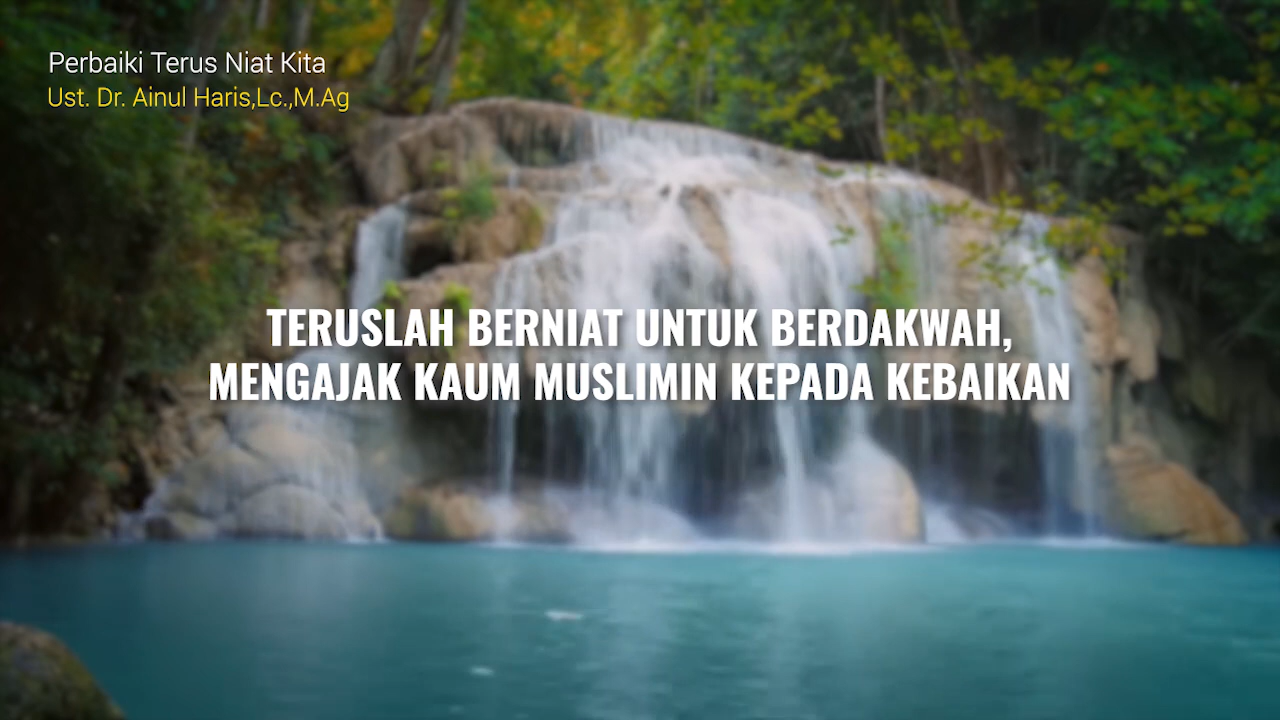 Perbaiki Terus Niat Kita
Ust. Dr. Ainul Haris,Lc.,M.Ag
TERUSLAH BERNIAT UNTUK BERDAKWAH,
MENGAJAK KAUM MUSLIMIN KEPADA KEBAIKAN